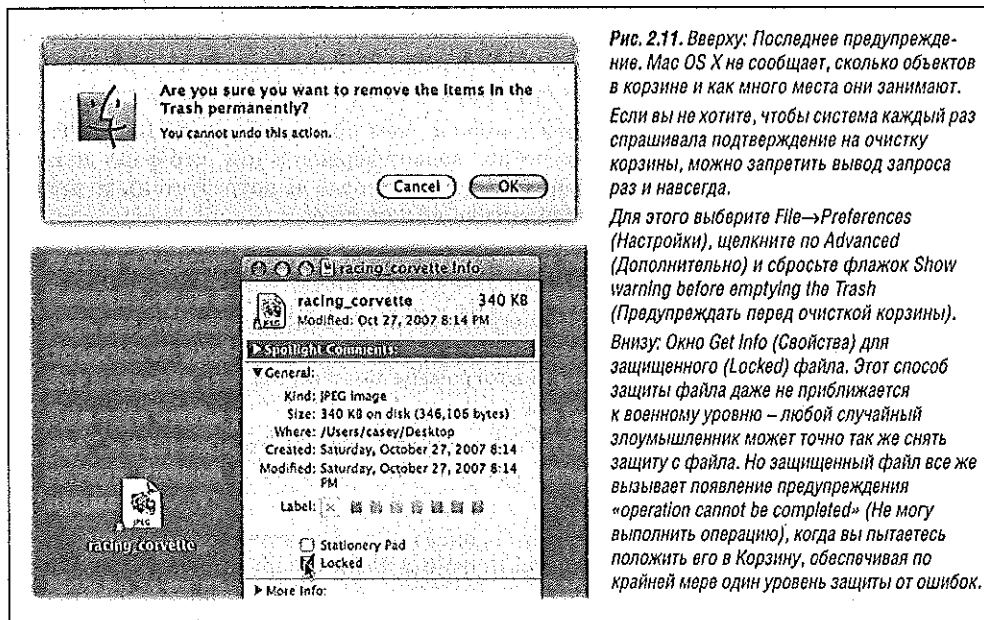 Are you sure you want to remove the items in the
Trash permanently?
You cannot undo this action.
Cancel
OK
racing_corvette Info
racing_corvette 340 KB
Modified: Oct 27, 2007 8:14 PM
Spotlight Comments:
General:
Kind: JPEG image
Size: 340 KB on disk (346,106 bytes)
Where: /Users/casey/Desktop
Created: Saturday, October 27, 2007 8:14
Modified: Saturday, October 27, 2007 8:14
PM
Label:
Stationery Pad
Locked
More Info:
JPEG
racing_corvette
Рис. 2.11. Вверху: Последнее предупрежде-
ние. Mac OS X не сообщает, сколько объектов
в корзине и как много места они занимают.
Если вы не хотите, чтобы система каждый раз
спрашивала подтверждение на очистку
корзины, можно запретить вывод запроса
раз и навсегда.
Для этого выберите File→Preferences
(Настройки), щелкните по Advanced
(Дополнительно) и сбросьте флажок Show
warning before emptying the Trash
(Предупреждать перед очисткой корзины).
Внизу: Окно Get Info (Свойства) для
защищенного (Locked) файла. Этот способ
защиты файла даже не приближается
к военному уровню – любой случайный
злоумышленник может точно так же снять
защиту с файла. Но защищенный файл все же
вызывает появление предупреждения
«operation cannot be completed» (Не могу
выполнить операцию), когда вы пытаетесь
положить его в Корзину, обеспечивая по
крайней мере один уровень защиты от ошибок.